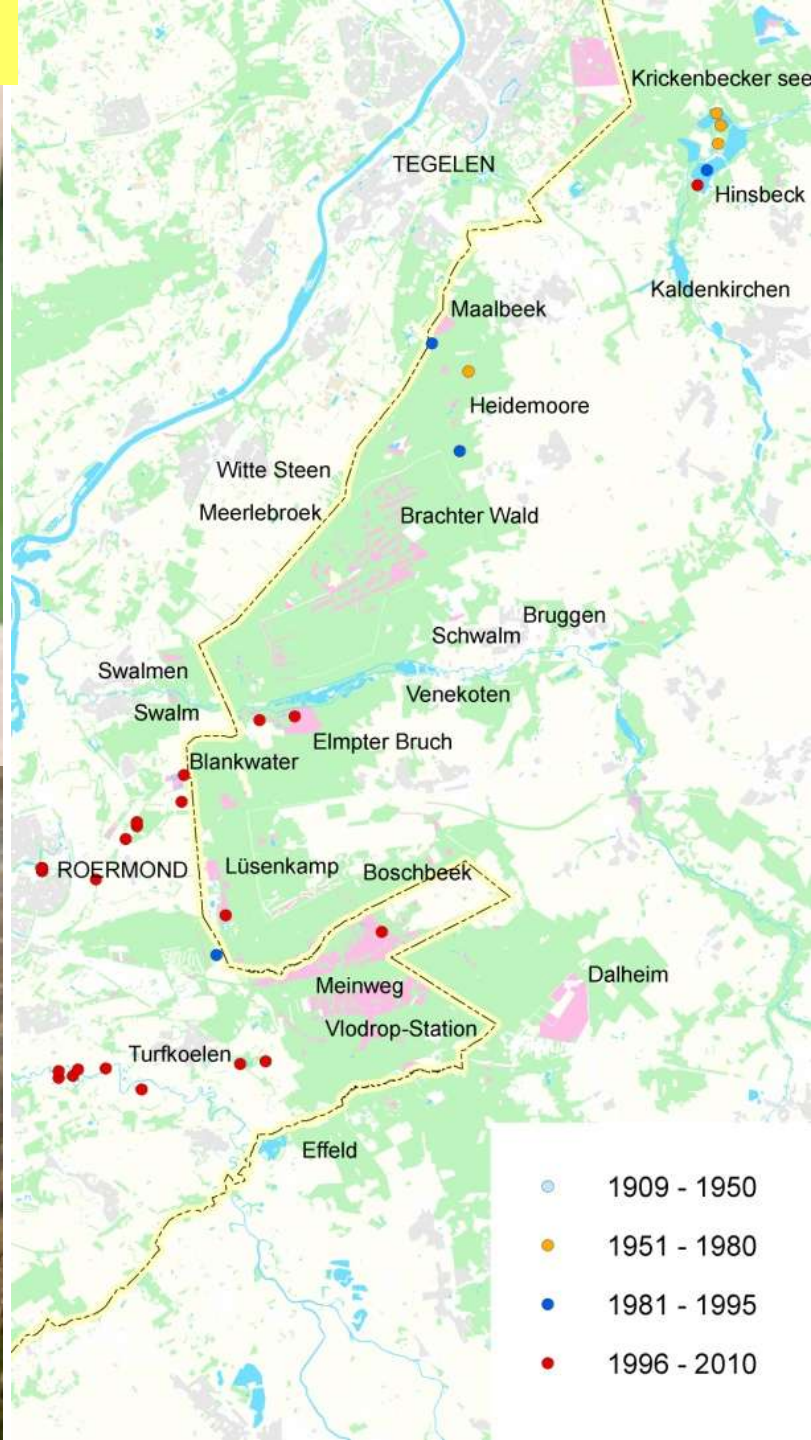 Krickenbecker see
TEGELEN
Hinsbeck
Kaldenkirchen
Maalbeek
Heidemoore
Witte Steen
Meerlebroek
Brachter Wald
Bruggen
Schwalm
Swalmen
Venekoten
Swalm
Elmpter Bruch
Blankwater
ROERMOND
Lüsenkamp
Boschbeek
Dalheim
Meinweg
Vlodrop-Station
Turfkoelen
Effeld
1909 - 1950
1951 - 1980
1981 - 1995
1996 - 2010